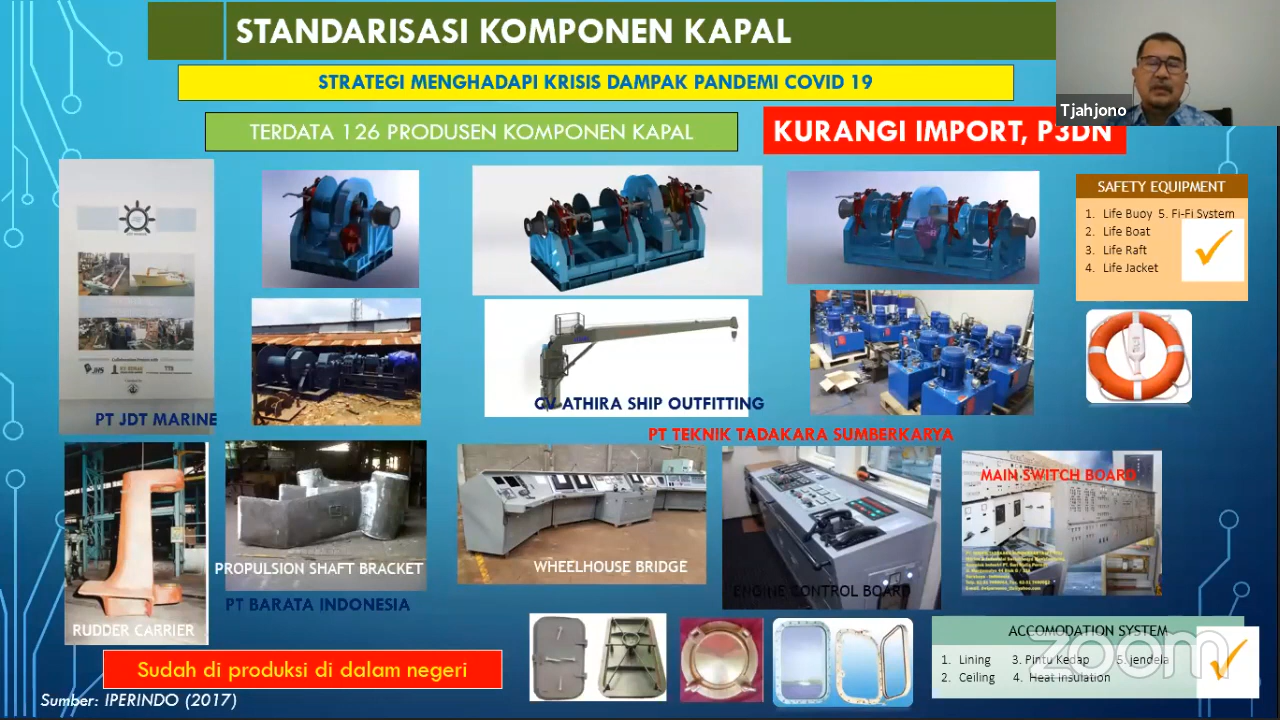 STANDARISASI KOMPONEN KAPAL
STRATEGI MENGHADAPI KRISIS DAMPAK PANDEMI COVID 19
TERDATA 126 PRODUSEN KOMPONEN KAPAL
KURANGI IMPORT, P3DN
Tjahjono
SAFETY EQUIPMENT
1. Life Buoy 5. Fi-Fi System
2. Life Boat
3. Life Raft
4. Life Jacket
PT JDT MARINE
CV ATHIRA SHIP OUTFITTING
PT TEKNIK TADAKARA SUMBERKARYA
MAIN SWITCH BOARD
RUDDER CARRIER
PROPULSION SHAFT BRACKET
PT BARATA INDONESIA
WHEELHOUSE BRIDGE
ENGINE CONTROL BOARD
ACCOMODATION SYSTEM
1. Lining 3. Pintu Kedap 5. jendela
2. Ceiling 4. Heat Insulation
zoom
Sudah di produksi di dalam negeri
Sumber: IPERINDO (2017)